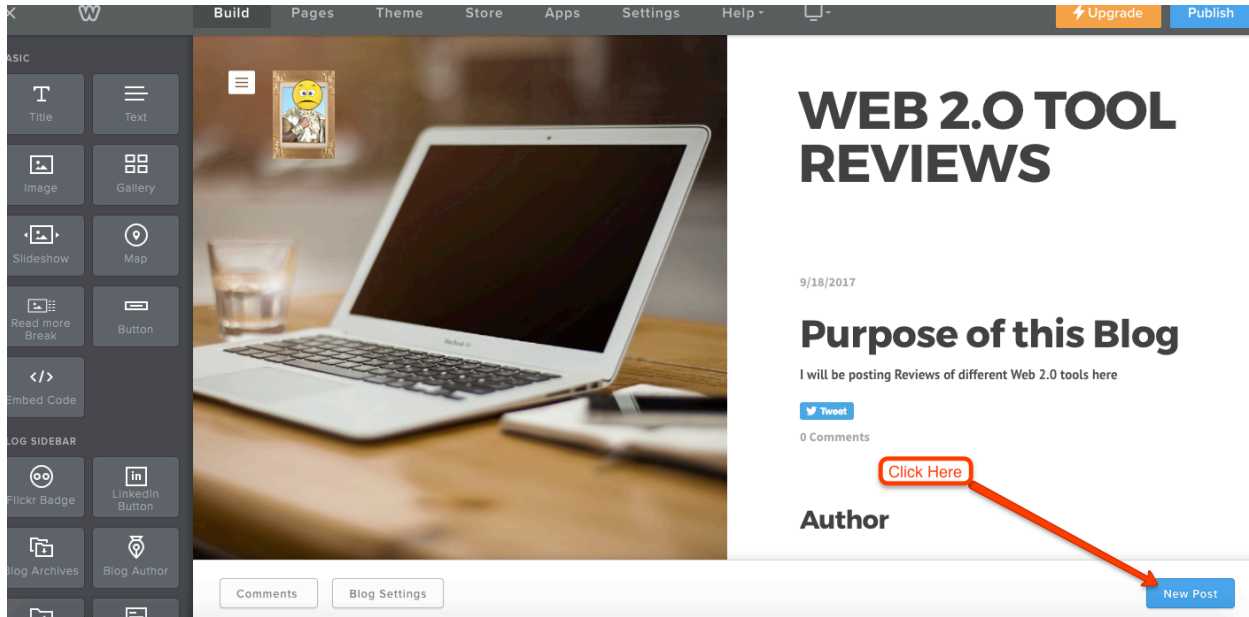 Build Pages Theme Store Apps Settings Help Upgrade Publish
ASIC
Title Text
Image Gallery
Slideshow Map
Read more
Break
Button
</>
Embed Code
LOG SIDEBAR
Flickr Badge
in
LinkedIn
Button
Blog Archives Blog Author
WEB 2.0 TOOL
REVIEWS
9/18/2017
Purpose of this Blog
I will be posting Reviews of different Web 2.0 tools here
Tweet
0 Comments
Click Here
Author
MacBook Air
Comments Blog Settings New Post